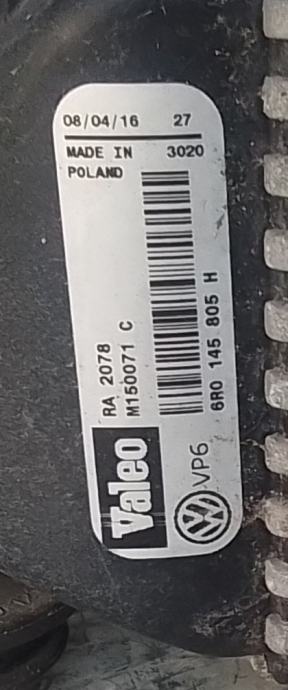 08/04/16 27
MADE IN 3020
POLAND
RA 2078
M150071 C
6R0 145 805 H
Valeo
VP6